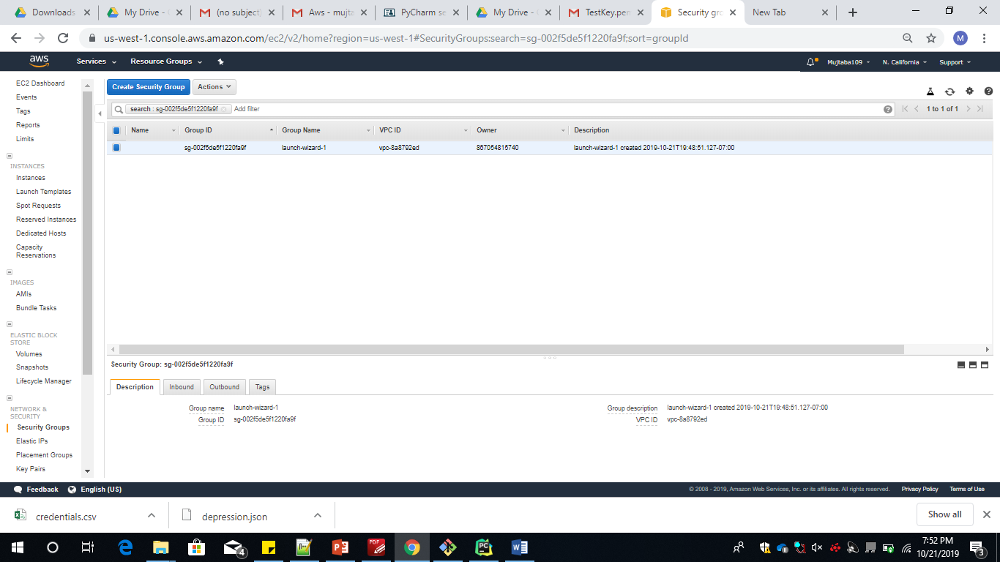 Downloads
My Drive - G
(no subject)
Aws - mujta
PyCharm se
My Drive - G
TestKey.pem
Security gro
New Tab
us-west-1.console.aws.amazon.com/ec2/v2/home?region=us-west-1#SecurityGroups:search=sg-002f5de5f1220fa9f;sort=groupId
M
aws Services Resource Groups Mujtaba109 N. California Support
EC2 Dashboard
Events
Tags
Reports
Limits
INSTANCES
Instances
Launch Templates
Spot Requests
Reserved Instances
Dedicated Hosts
Capacity
Reservations
IMAGES
AMIs
Bundle Tasks
ELASTIC BLOCK
STORE
Volumes
Snapshots
Lifecycle Manager
NETWORK &
SECURITY
Security Groups
Elastic IPs
Placement Groups
Key Pairs
Create Security Group Actions
search : sg-002f5de5f1220fa9f Add filter 1 to 1 of 1
Name Group ID Group Name VPC ID Owner Description
sg-002f5de5f1220fa9f launch-wizard-1 vpc-8a8792ed 867054815740 launch-wizard-1 created 2019-10-21T19:48:51.127-07:00
Security Group: sg-002f5de5f1220fa9f
Description Inbound Outbound Tags
Group name launch-wizard-1 Group description launch-wizard-1 created 2019-10-21T19:48:51.127-07:00
Group ID sg-002f5de5f1220fa9f VPC ID vpc-8a8792ed
Feedback English (US) © 2008 - 2019, Amazon Web Services, Inc. or its affiliates. All rights reserved. Privacy Policy Terms of Use
credentials.csv depression.json Show all
4
7:52 PM
10/21/2019
3